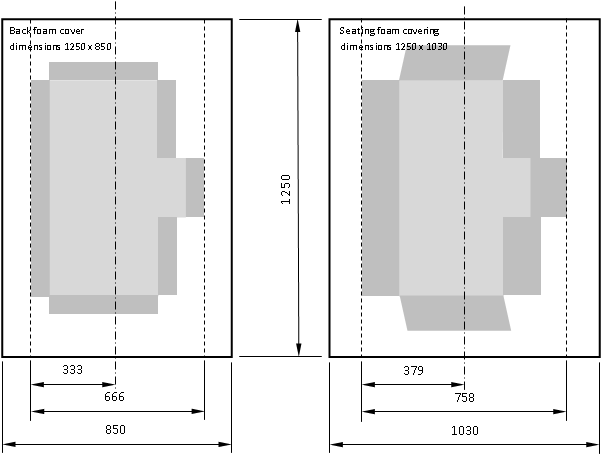 Back foam cover
dimensions 1250 x 850
Seating foam covering
dimensions 1250 x 1030
1250
333
666
850
379
758
1030